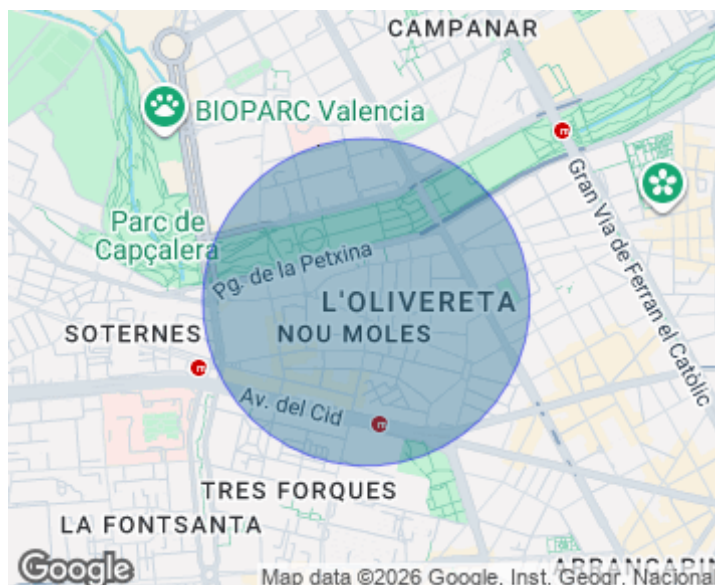 CAMPANAR
BIOPARC Valencia
Parc de
Capçalera
Gran Via de Ferran el Catòlic
Pg. de la Petxina
L'OLIVERETA
SOTERNES
NOU MOLES
Av. del Cid
TRES FORQUES
LA FONTSANTA
Google
Map data ©2026 Google, Inst. Geogr. Nacional